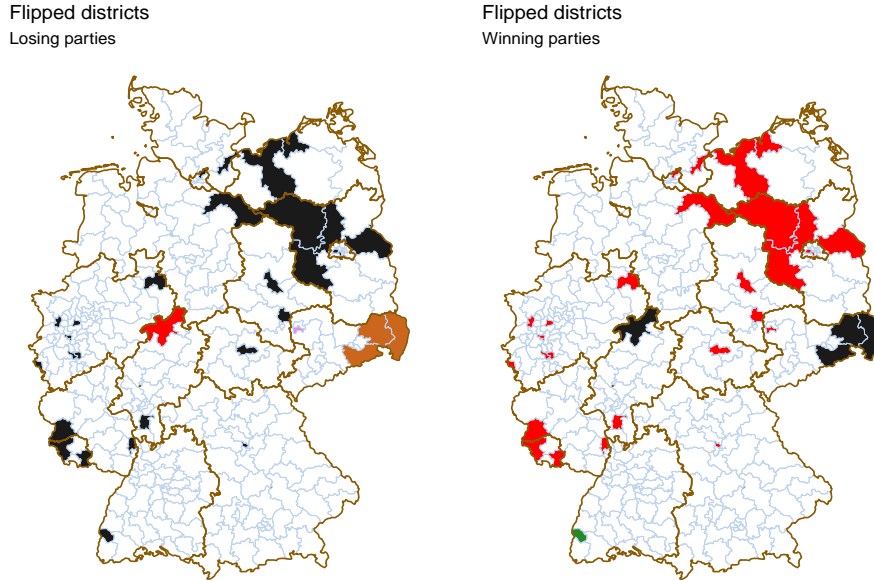 Flipped districts
Losing parties
Flipped districts
Winning parties